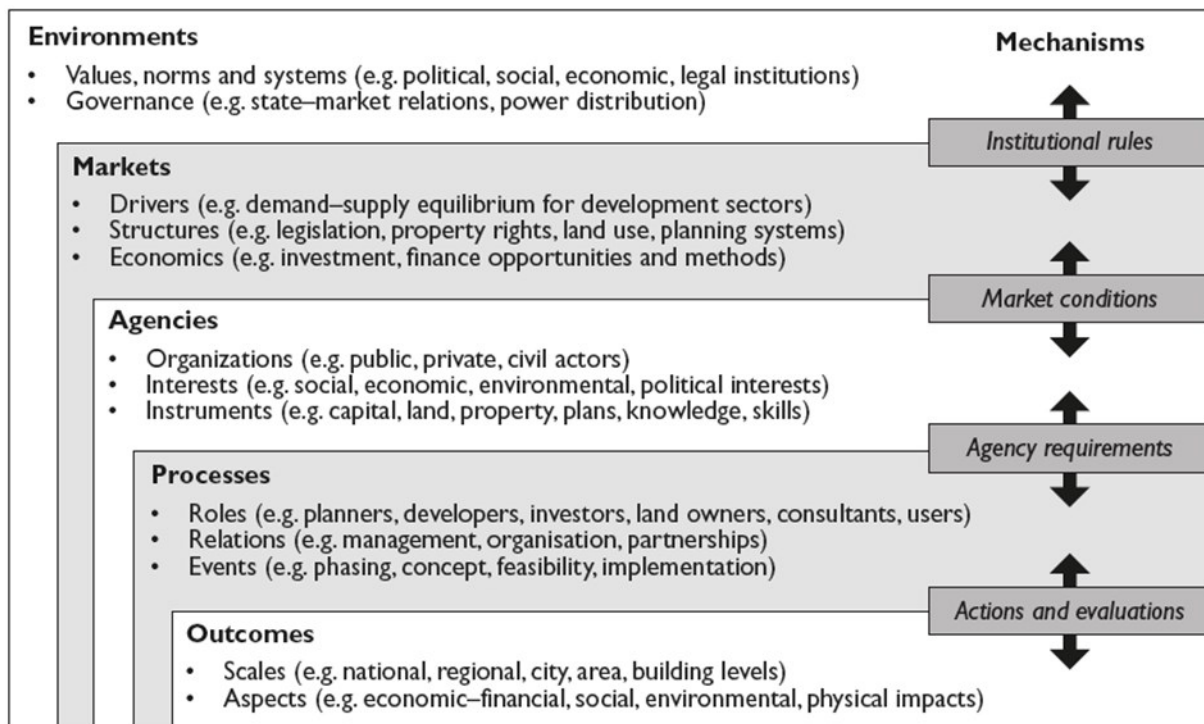 Environments
Mechanisms
• Values, norms and systems (e.g. political, social, economic, legal institutions)
• Governance (e.g. state–market relations, power distribution)
Institutional rules
Markets
• Drivers (e.g. demand–supply equilibrium for development sectors)
• Structures (e.g. legislation, property rights, land use, planning systems)
• Economics (e.g. investment, finance opportunities and methods)
Market conditions
Agencies
• Organizations (e.g. public, private, civil actors)
• Interests (e.g. social, economic, environmental, political interests)
• Instruments (e.g. capital, land, property, plans, knowledge, skills)
Agency requirements
Processes
• Roles (e.g. planners, developers, investors, land owners, consultants, users)
• Relations (e.g. management, organisation, partnerships)
• Events (e.g. phasing, concept, feasibility, implementation)
Actions and evaluations
Outcomes
• Scales (e.g. national, regional, city, area, building levels)
• Aspects (e.g. economic–financial, social, environmental, physical impacts)